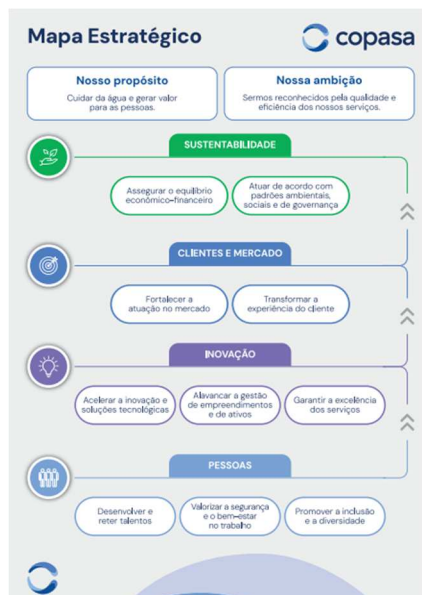 Mapa Estratégico
copasa
Nosso propósito
Cuidar da água e gerar valor
para as pessoas.
Nossa ambição
Sermos reconhecidos pela qualidade e
eficiência dos nossos serviços.
SUSTENTABILIDADE
Assegurar o equilíbrio
econômico-financeiro
Atuar de acordo com
padrões ambientais,
sociais e de governança
CLIENTES E MERCADO
Fortalecer a
atuação no mercado
Transformar a
experiência do cliente
INOVAÇÃO
Acelerar a inovação e
soluções tecnológicas
Alavancar a gestão
de empreendimentos
e de ativos
Garantir a excelência
dos serviços
PESSOAS
Desenvolver e
reter talentos
Valorizar a segurança
e o bem-estar
no trabalho
Promover a inclusão
e a diversidade